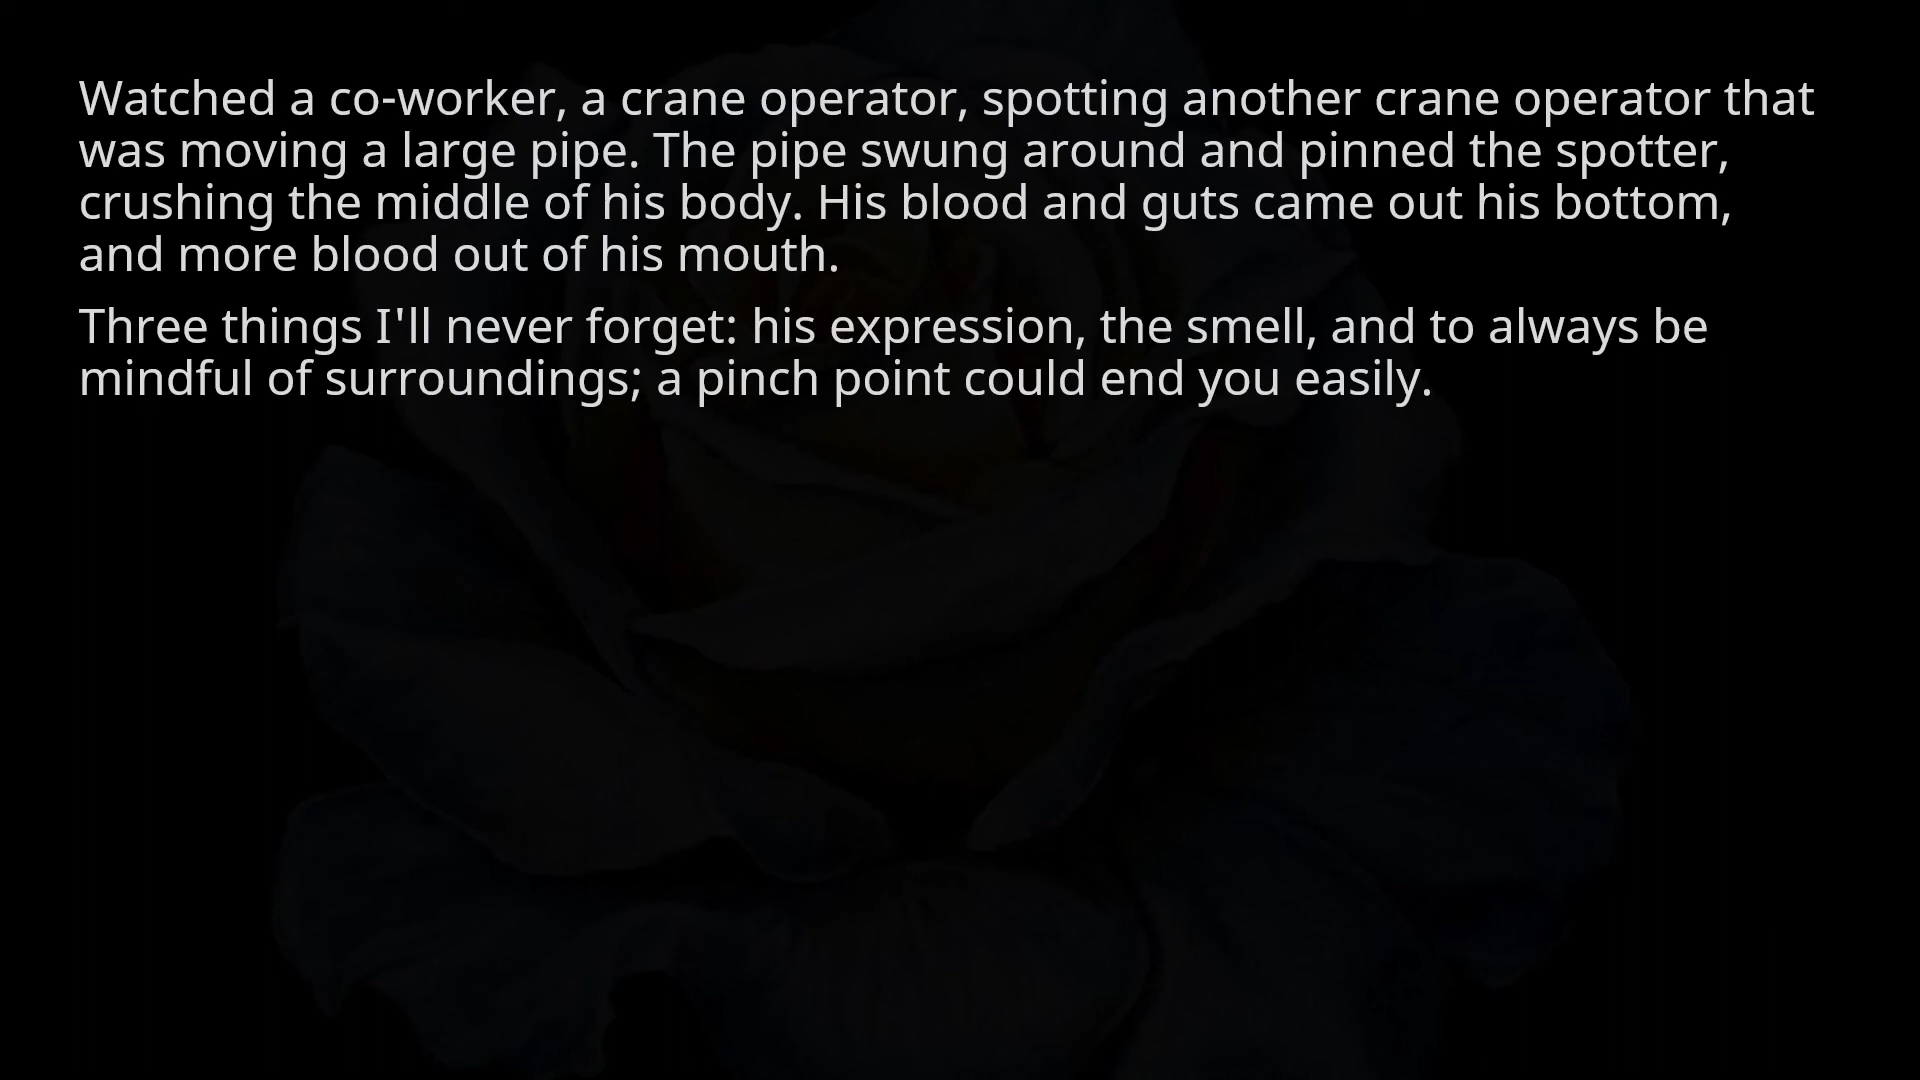 Watched a co-worker, a crane operator, spotting another crane operator that
was moving a large pipe. The pipe swung around and pinned the spotter,
crushing the middle of his body. His blood and guts came out his bottom,
and more blood out of his mouth.
Three things I'll never forget: his expression, the smell, and to always be
mindful of surroundings; a pinch point could end you easily.